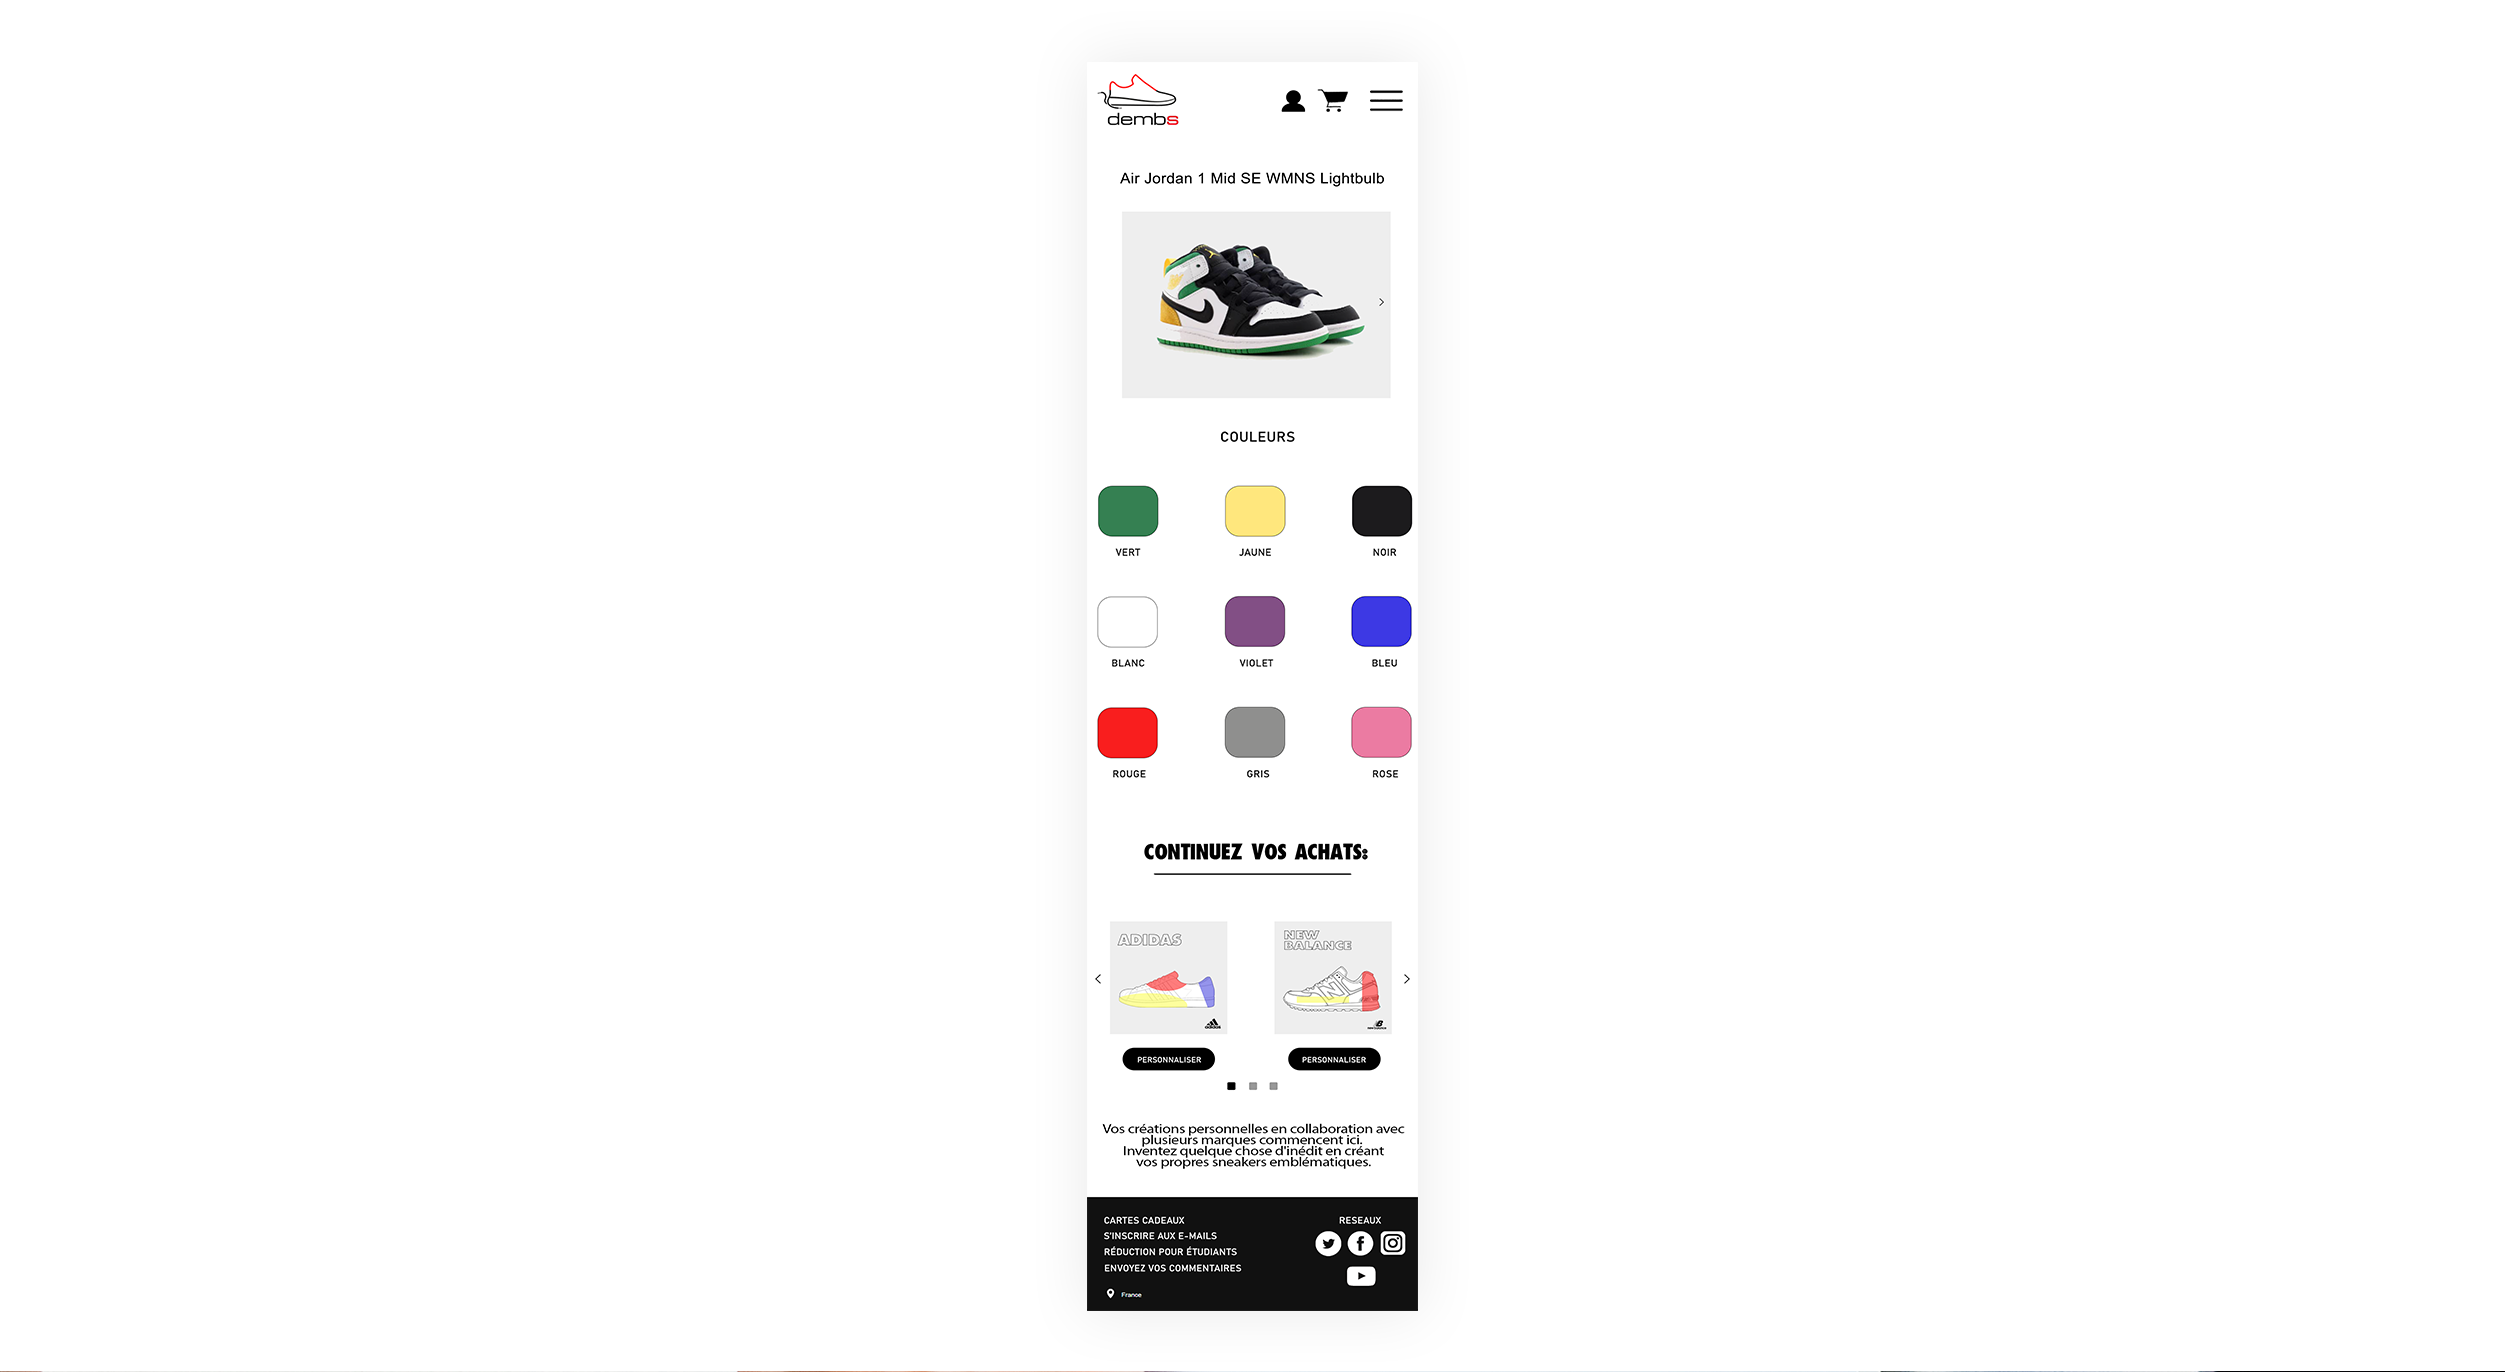 dembs
Air Jordan 1 Mid SE WMNS Lightbulb
COULEURS
VERT
JAUNE
NOIR
BLANC
VIOLET
BLEU
ROUGE
GRIS
ROSE
CONTINUEZ VOS ACHATS:
ADIDAS
adidas
NEW
BALANCE
N
NEW BALANCE
PERSONNALISER
PERSONNALISER
Vos créations personnelles en collaboration avec
plusieurs marques commencent ici.
Inventez quelque chose d'inédit en créant
vos propres sneakers emblématiques.
CARTES CADEAUX
S'INSCRIRE AUX E-MAILS
RÉDUCTION POUR ÉTUDIANTS
ENVOYEZ VOS COMMENTAIRES
France
RESEAUX